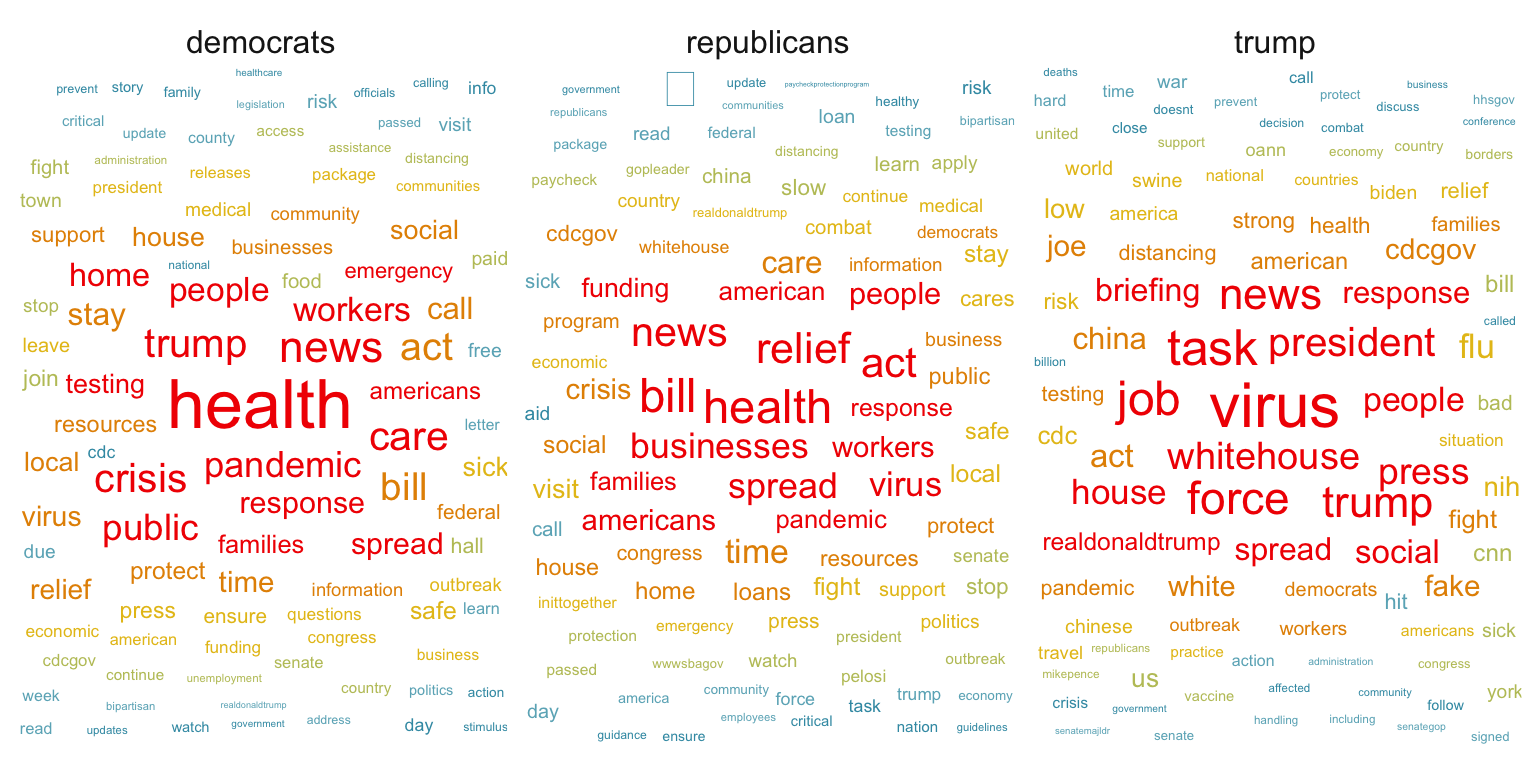 democrats
healthcare
prevent story family officials calling info
legislation risk
critical update county access passed visit
fight administration assistance distancing
town president releases package communities
medical community
support house businesses social
home national people food emergency paid
stop stay workers call
leave trump news act free
join testing health americans
resources care letter
local cdc crisis pandemic bill sick
virus public response federal
due families spread hall
relief protect time information outbreak
press ensure questions safe learn
economic american funding congress
cdcgov continue unemployment senate business
week bipartisan realdonaldtrump country politics action
read updates watch government address day stimulus
republicans
government update paycheckprotectionprogram risk
republicans communities loan healthy bipartisan
package read federal testing
paycheck gopleader china distancing slow learn apply
country realdonaldtrump continue medical
cdcgov whitehouse combat democrats
sick funding care information stay
american people cares
program news relief act business
economic crisis bill health public
aid response
social businesses workers safe
visit families spread virus local
call americans pandemic protect
house congress time resources senate
inittogether home loans fight support stop
protection emergency press president politics
passed wwwsbagov watch pelosi outbreak
day america community force task trump economy
guidance ensure employees critical nation guidelines
trump
deaths time war call business
hard doesnt prevent protect discuss hhsgov
united close support decision combat conference
world swine national oann economy country borders
low america countries biden relief
joe distancing strong health families
american cdcgov
risk briefing news response bill
china task president called flu
billion
testing job virus people bad
cdc act whitehouse situation
house force trump press nih
realdonaldtrump spread social fight cnn
pandemic white democrats hit fake
chinese outbreak workers americans sick
travel republicans practice action administration congress
mikepence us vaccine affected community york
crisis government follow
senatemajldr senate handling including senategop signed